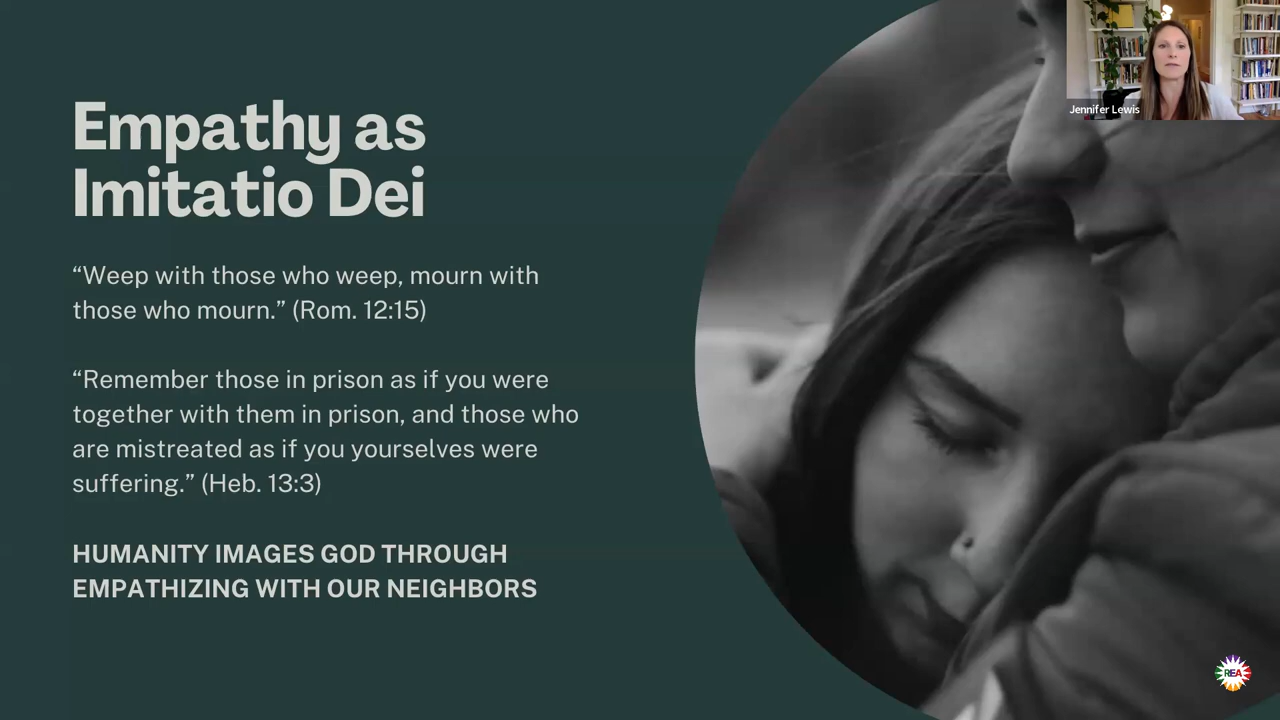 Jennifer Lewis
Empathy as
Imitatio Dei
“Weep with those who weep, mourn with
those who mourn.” (Rom. 12:15)
“Remember those in prison as if you were
together with them in prison, and those who
are mistreated as if you yourselves were
suffering.” (Heb. 13:3)
HUMANITY IMAGES GOD THROUGH
EMPATHIZING WITH OUR NEIGHBORS
REA